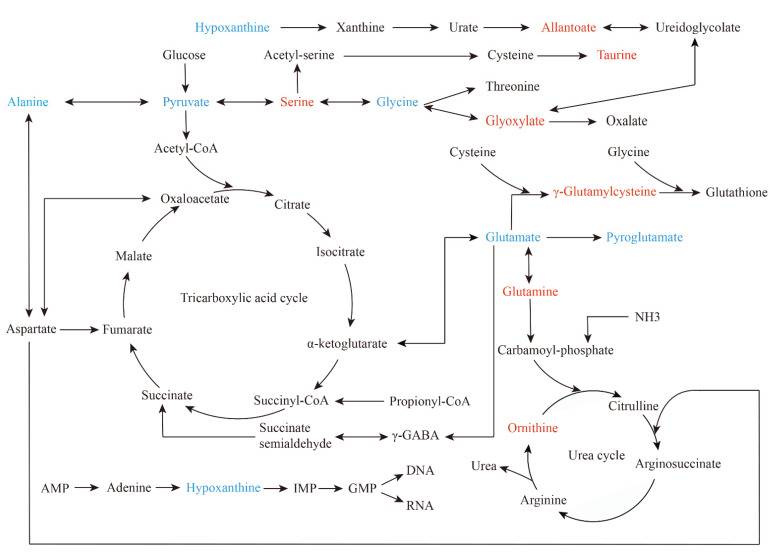 Hypoxanthine Xanthine Urate Allantoate Ureidoglycolate
Glucose Acetyl-serine Cysteine Taurine
Threonine
Alanine Pyruvate Serine Glycine
Glyoxylate Oxalate
Acetyl-CoA Cysteine Glycine
Oxaloacetate Citrate γ-Glutamylcysteine Glutathione
Glutamate Pyroglutamate
Malate Isocitrate
Glutamine
Tricarboxylic acid cycle
NH3
Aspartate Fumarate α-ketoglutarate Carbamoyl-phosphate
Succinate Succinyl-CoA Propionyl-CoA Citrulline
Succinate
semialdehyde
γ-GABA Ornithine
Urea cycle
Urea Arginosuccinate
DNA
AMP Adenine Hypoxanthine IMP GMP Arginine
RNA